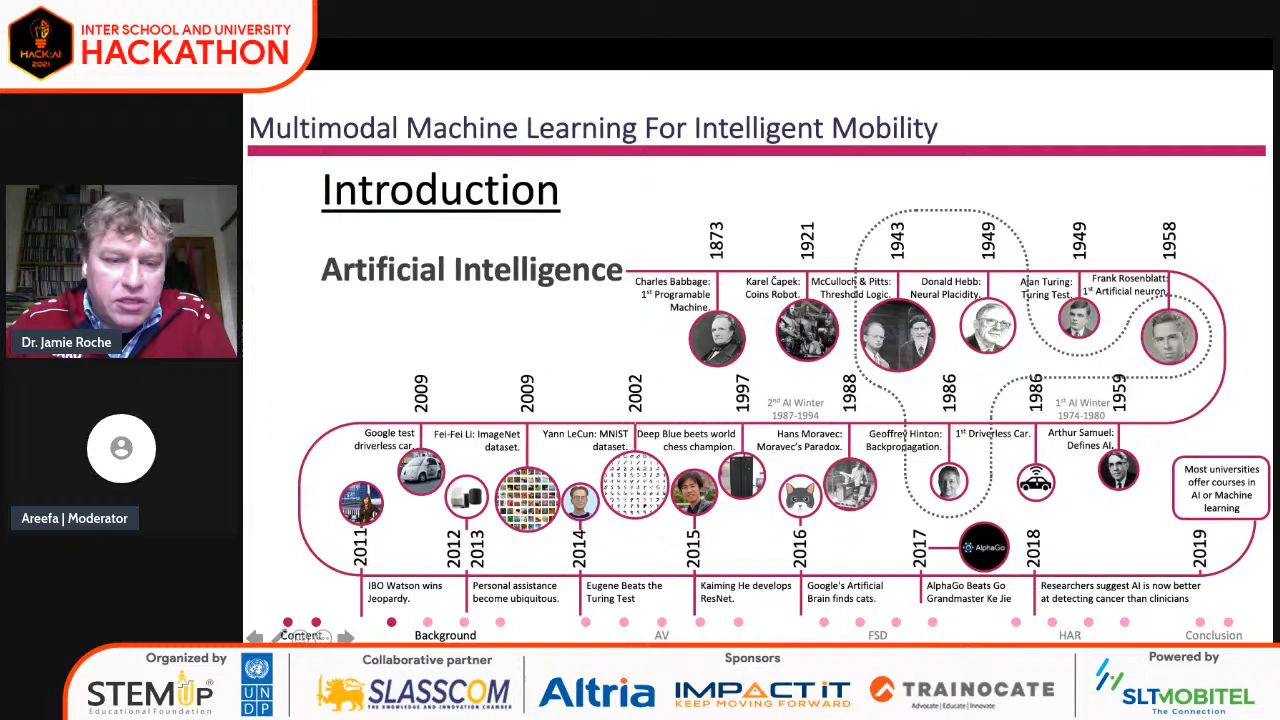 INTER SCHOOL AND UNIVERSITY
HACKATHON
HACK:AI
2021
Multimodal Machine Learning For Intelligent Mobility
Introduction
Artificial Intelligence
1873
1921
1943
1949
1949
1958
Charles Babbage:
1st Programable
Machine.
Karel Čapek:
Coins Robot.
McCulloch & Pitts:
Threshold Logic.
Donald Hebb:
Neural Placidity.
Alan Turing:
Turing Test.
Frank Rosenblatt:
1st Artificial neuron.
Dr. Jamie Roche
2009
2009
2002
1997
2nd AI Winter
1987-1994
1988
1986
1986
1st AI Winter
1974-1980
1959
Google test
driverless car.
Fei-Fei Li: ImageNet
dataset.
Yann LeCun: MNIST
dataset.
Deep Blue beets world
chess champion.
Hans Moravec:
Moravec's Paradox.
Geoffrey Hinton:
Backpropagation.
1st Driverless Car.
Arthur Samuel:
Defines AI.
Most universities
offer courses in
AI or Machine
learning
Areefa | Moderator
2011
2012
2013
2014
2015
2016
2017
AlphaGo
2018
2019
IBO Watson wins
Jeopardy.
Personal assistance
become ubiquitous.
Eugene Beats the
Turing Test
Kaiming He develops
ResNet.
Google's Artificial
Brain finds cats.
AlphaGo Beats Go
Grandmaster Ke Jie
Researchers suggest AI is now better
at detecting cancer than clinicians
Content
Background
AV
FSD
HAR
Conclusion
Organized by
STEMUP
Educational Foundation
UN
DP
Collaborative partner
SLASSCOM
THE KNOWLEDGE AND INNOVATION CHAMBER
Sponsors
Altria
IMPACT iT
KEEP MOVING FORWARD
TRAINOCATE
Advocate | Educate | Innovate
Powered by
SLTMOBITEL
The Connection